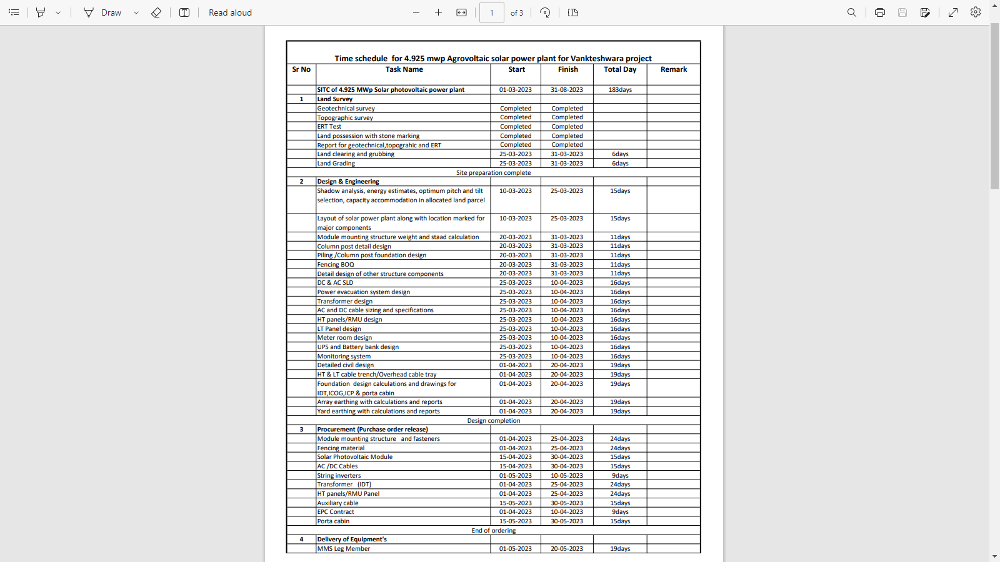 Draw Read aloud 1 of 3
Time schedule for 4.925 mwp Agrovoltaic solar power plant for Vankteshwara project
Sr No Task Name Start Finish Total Day Remark
SITC of 4.925 MWp Solar photovoltaic power plant 01-03-2023 31-08-2023 183days
1 Land Survey
Geotechnical survey Completed Completed
Topographic survey Completed Completed
ERT Test Completed Completed
Land possession with stone marking Completed Completed
Report for geotechnical,topograhic and ERT Completed Completed
Land clearing and grubbing 25-03-2023 31-03-2023 6days
Land Grading 25-03-2023 31-03-2023 6days
Site preparation complete
2 Design & Engineering
Shadow analysis, energy estimates, optimum pitch and tilt 10-03-2023 25-03-2023 15days
selection, capacity accommodation in allocated land parcel
Layout of solar power plant along with location marked for 10-03-2023 25-03-2023 15days
major components
Module mounting structure weight and staad calculation 20-03-2023 31-03-2023 11days
Column post detail design 20-03-2023 31-03-2023 11days
Piling /Column post foundation design 20-03-2023 31-03-2023 11days
Fencing BOQ 20-03-2023 31-03-2023 11days
Detail design of other structure components 20-03-2023 31-03-2023 11days
DC & AC SLD 25-03-2023 10-04-2023 16days
Power evacuation system design 25-03-2023 10-04-2023 16days
Transformer design 25-03-2023 10-04-2023 16days
AC and DC cable sizing and specifications 25-03-2023 10-04-2023 16days
HT panels/RMU design 25-03-2023 10-04-2023 16days
LT Panel design 25-03-2023 10-04-2023 16days
Meter room design 25-03-2023 10-04-2023 16days
UPS and Battery bank design 25-03-2023 10-04-2023 16days
Monitoring system 25-03-2023 10-04-2023 16days
Detailed civil design 01-04-2023 20-04-2023 19days
HT & LT cable trench/Overhead cable tray 01-04-2023 20-04-2023 19days
Foundation design calculations and drawings for 01-04-2023 20-04-2023 19days
IDT,ICOG,ICP & porta cabin
Array earthing with calculations and reports 01-04-2023 20-04-2023 19days
Yard earthing with calculations and reports 01-04-2023 20-04-2023 19days
Design completion
3 Procurement (Purchase order release)
Module mounting structure and fasteners 01-04-2023 25-04-2023 24days
Fencing material 01-04-2023 25-04-2023 24days
Solar Photovoltaic Module 15-04-2023 30-04-2023 15days
AC /DC Cables 15-04-2023 30-04-2023 15days
String inverters 01-05-2023 10-05-2023 9days
Transformer (IDT) 01-04-2023 25-04-2023 24days
HT panels/RMU Panel 01-04-2023 25-04-2023 24days
Auxiliary cable 15-05-2023 30-05-2023 15days
EPC Contract 01-04-2023 10-04-2023 9days
Porta cabin 15-05-2023 30-05-2023 15days
End of ordering
4 Delivery of Equipment's
MMS Leg Member 01-05-2023 20-05-2023 19days